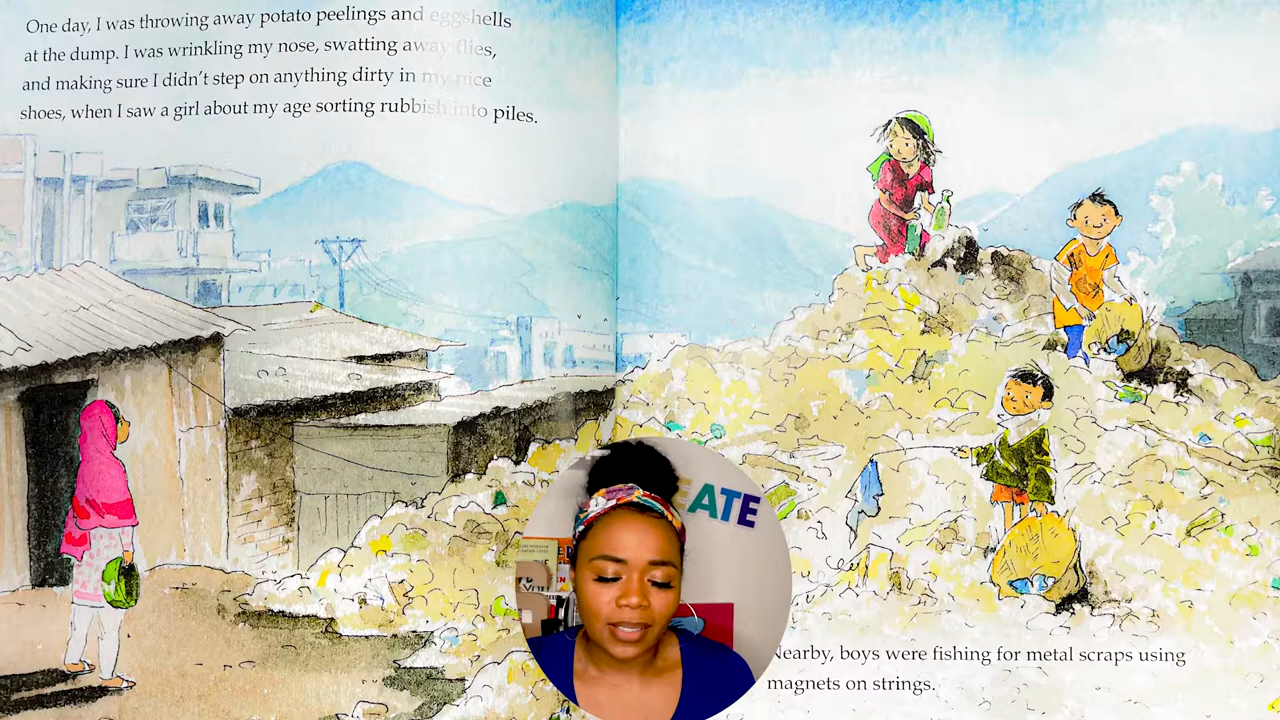 One day, I was throwing away potato peelings and eggshells
at the dump. I was wrinkling my nose, swatting away flies,
and making sure I didn't step on anything dirty in my nice
shoes, when I saw a girl about my age sorting rubbish into piles.
EATE
Nearby, boys were fishing for metal scraps using
magnets on strings.